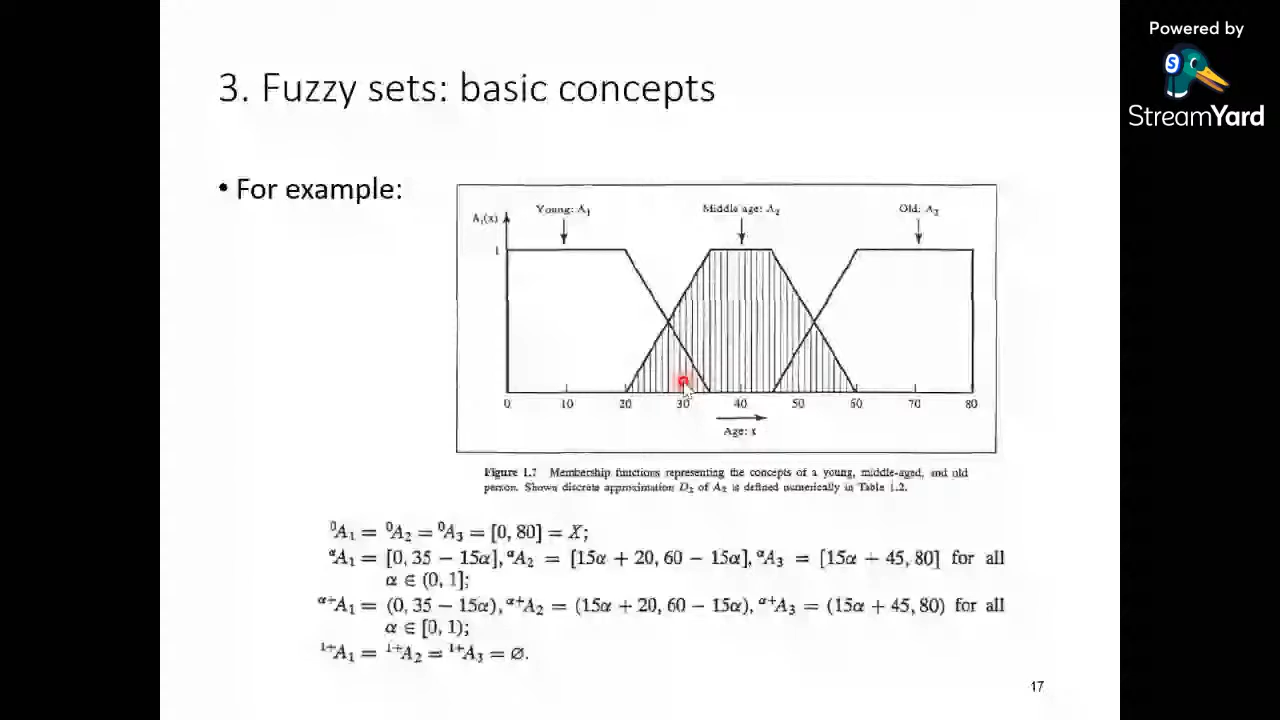 Powered by
StreamYard
3. Fuzzy sets: basic concepts
• For example:
Aᵢ(x)
Young: A₁
Middle age: A₂
Old: A₂
1
0 10 20 30 40 50 60 70 80
Age: x
Figure 1.7 Membership functions representing the concepts of a young, middle-aged, and old
person. Shown discrete approximation D₂ of A₂ is defined numerically in Table 1.2.
⁰A₁ = ⁰A₂ = ⁰A₃ = [0, 80] = X;
ᵅA₁ = [0, 35 − 15α], ᵅA₂ = [15α + 20, 60 − 15α], ᵅA₃ = [15α + 45, 80] for all
α ∈ (0, 1];
ᵅ⁺A₁ = (0, 35 − 15α), ᵅ⁺A₂ = (15α + 20, 60 − 15α), ᵅ⁺A₃ = (15α + 45, 80) for all
α ∈ [0, 1);
¹⁺A₁ = ¹⁺A₂ = ¹⁺A₃ = ∅.
17